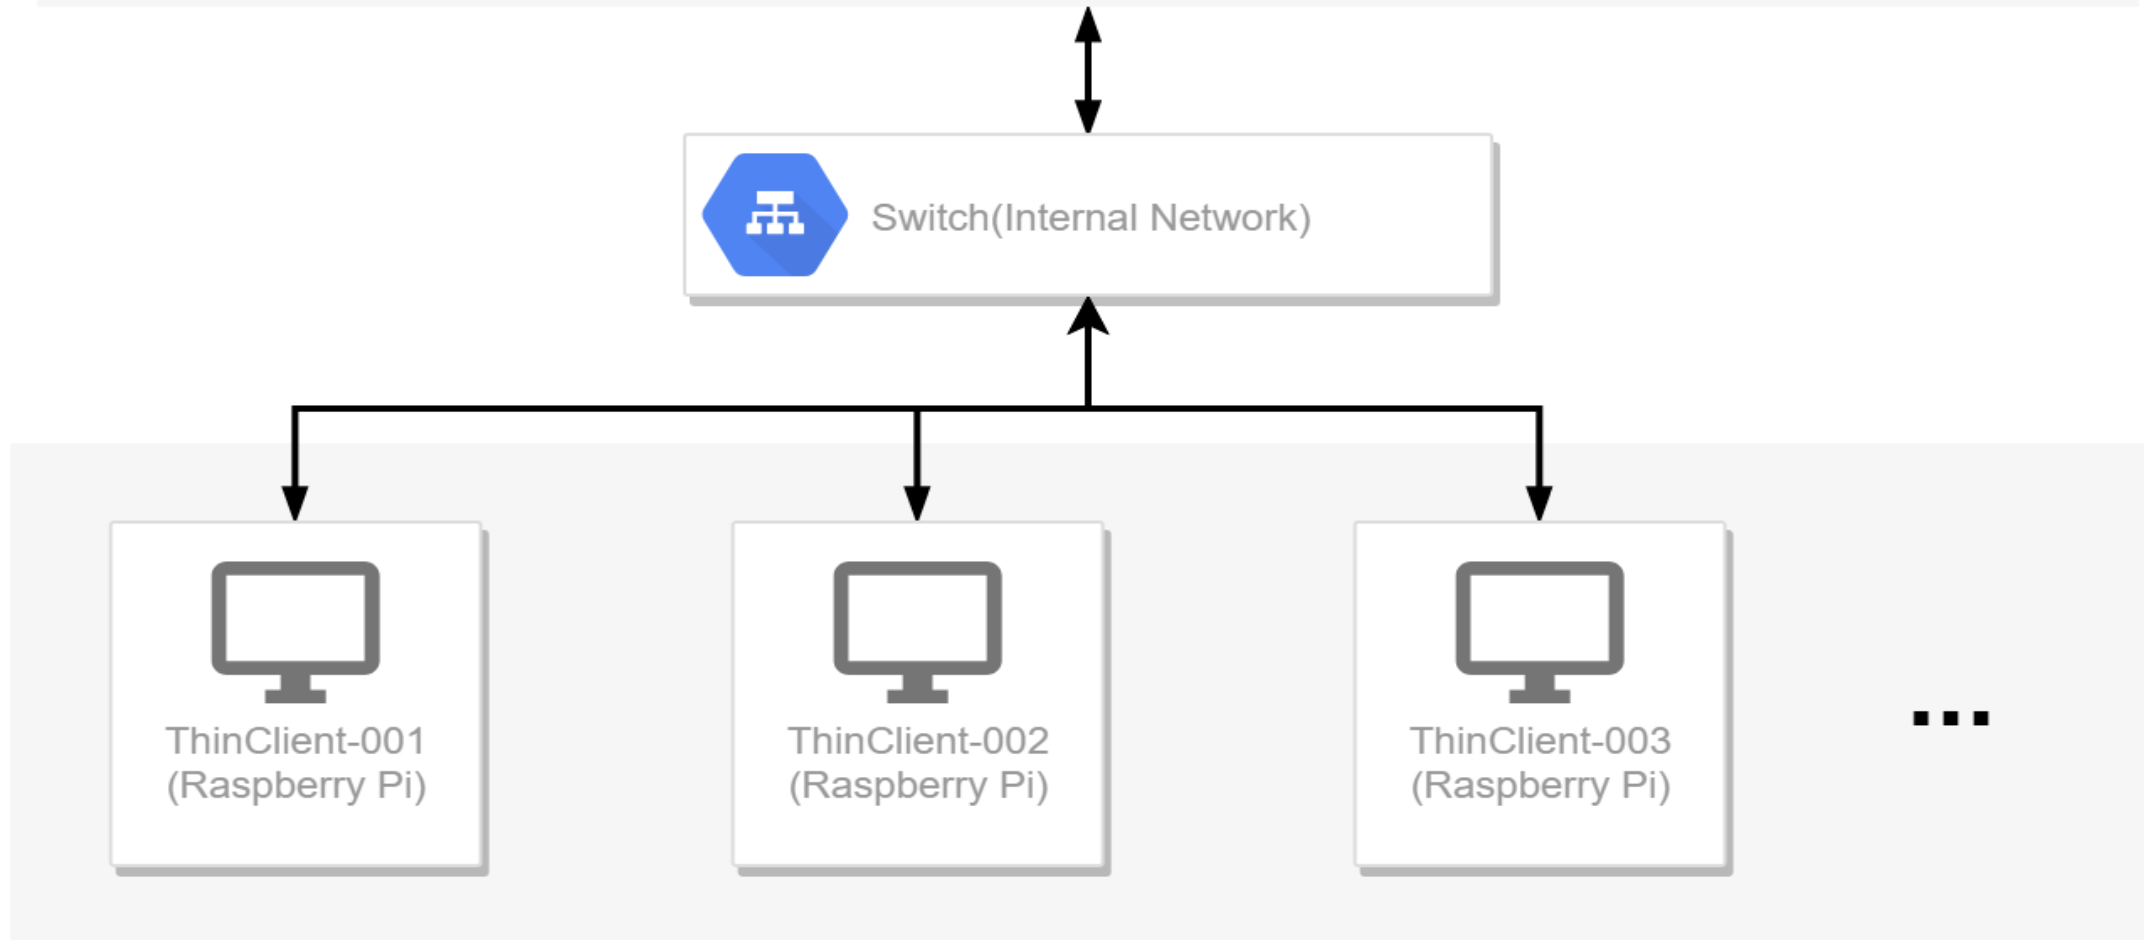 Switch(Internal Network)
ThinClient-001
(Raspberry Pi)
ThinClient-002
(Raspberry Pi)
ThinClient-003
(Raspberry Pi)
...